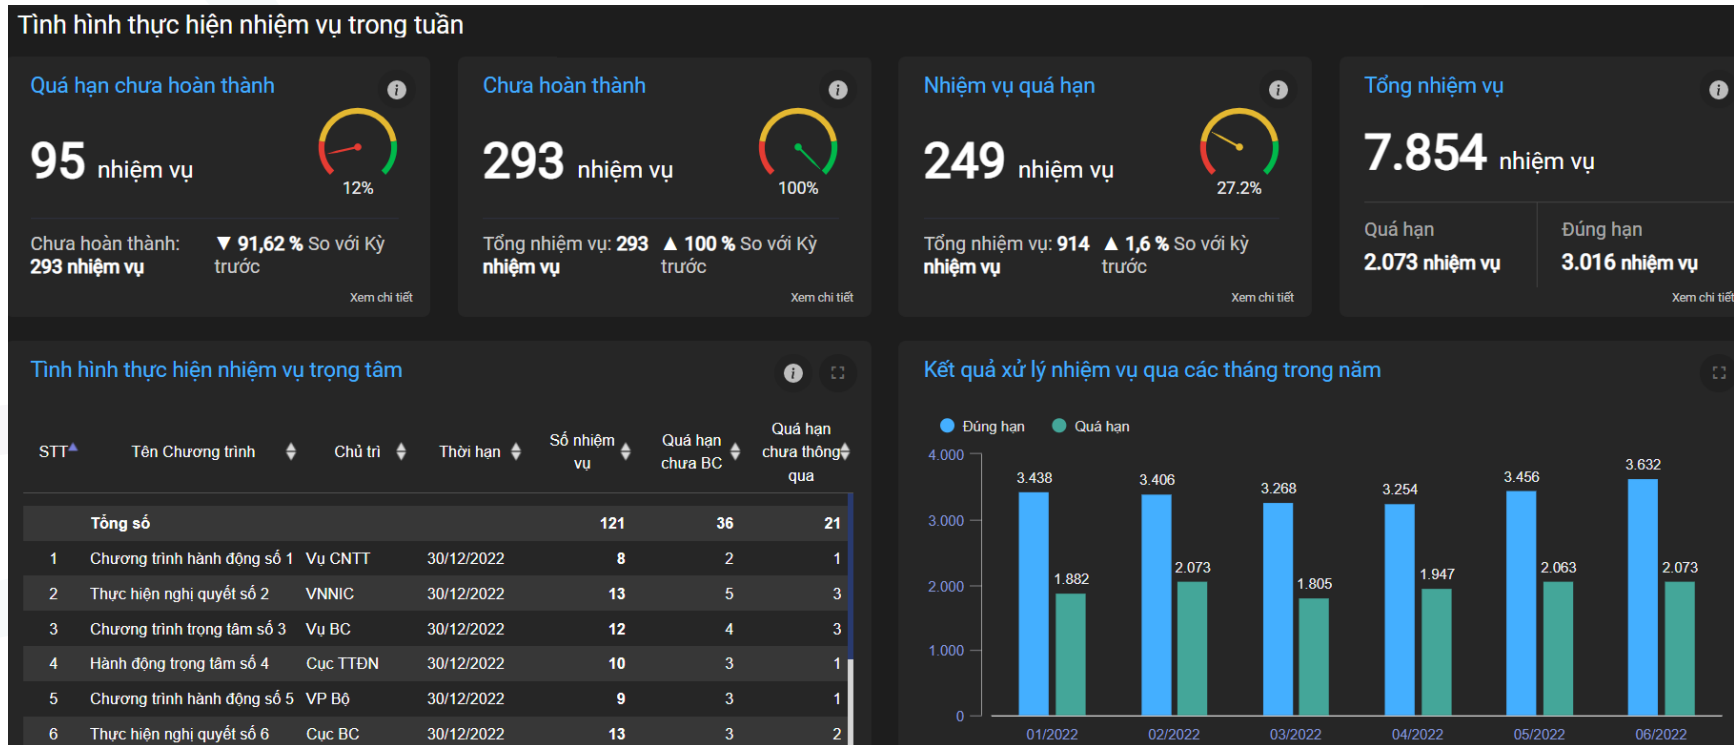 Tình hình thực hiện nhiệm vụ trong tuần
Quá hạn chưa hoàn thành
95 nhiệm vụ
12%
Chưa hoàn thành:
293 nhiệm vụ
▼ 91,62 % So với Kỳ
trước
Xem chi tiết
Chưa hoàn thành
293 nhiệm vụ
100%
Tổng nhiệm vụ: 293
nhiệm vụ
▲ 100 % So với Kỳ
trước
Xem chi tiết
Nhiệm vụ quá hạn
249 nhiệm vụ
27.2%
Tổng nhiệm vụ: 914
nhiệm vụ
▲ 1,6 % So với kỳ
trước
Xem chi tiết
Tổng nhiệm vụ
7.854 nhiệm vụ
Quá hạn
2.073 nhiệm vụ
Đúng hạn
3.016 nhiệm vụ
Xem chi tiết
Tình hình thực hiện nhiệm vụ trọng tâm
STT Tên Chương trình Chủ trì Thời hạn Số nhiệm vụ Quá hạn chưa BC Quá hạn chưa thông qua
Tổng số 121 36 21
1 Chương trình hành động số 1 Vụ CNTT 30/12/2022 8 2 1
2 Thực hiện nghị quyết số 2 VNNIC 30/12/2022 13 5 3
3 Chương trình trọng tâm số 3 Vụ BC 30/12/2022 12 4 3
4 Hành động trọng tâm số 4 Cục TTĐN 30/12/2022 10 3 1
5 Chương trình hành động số 5 VP Bộ 30/12/2022 9 3 1
6 Thực hiện nghị quyết số 6 Cục BC 30/12/2022 13 3 2
Kết quả xử lý nhiệm vụ qua các tháng trong năm
Đúng hạn Quá hạn
4.000
3.000
2.000
1.000
0
3.438 1.882
3.406 2.073
3.268 1.805
3.254 1.947
3.456 2.063
3.632 2.073
01/2022 02/2022 03/2022 04/2022 05/2022 06/2022